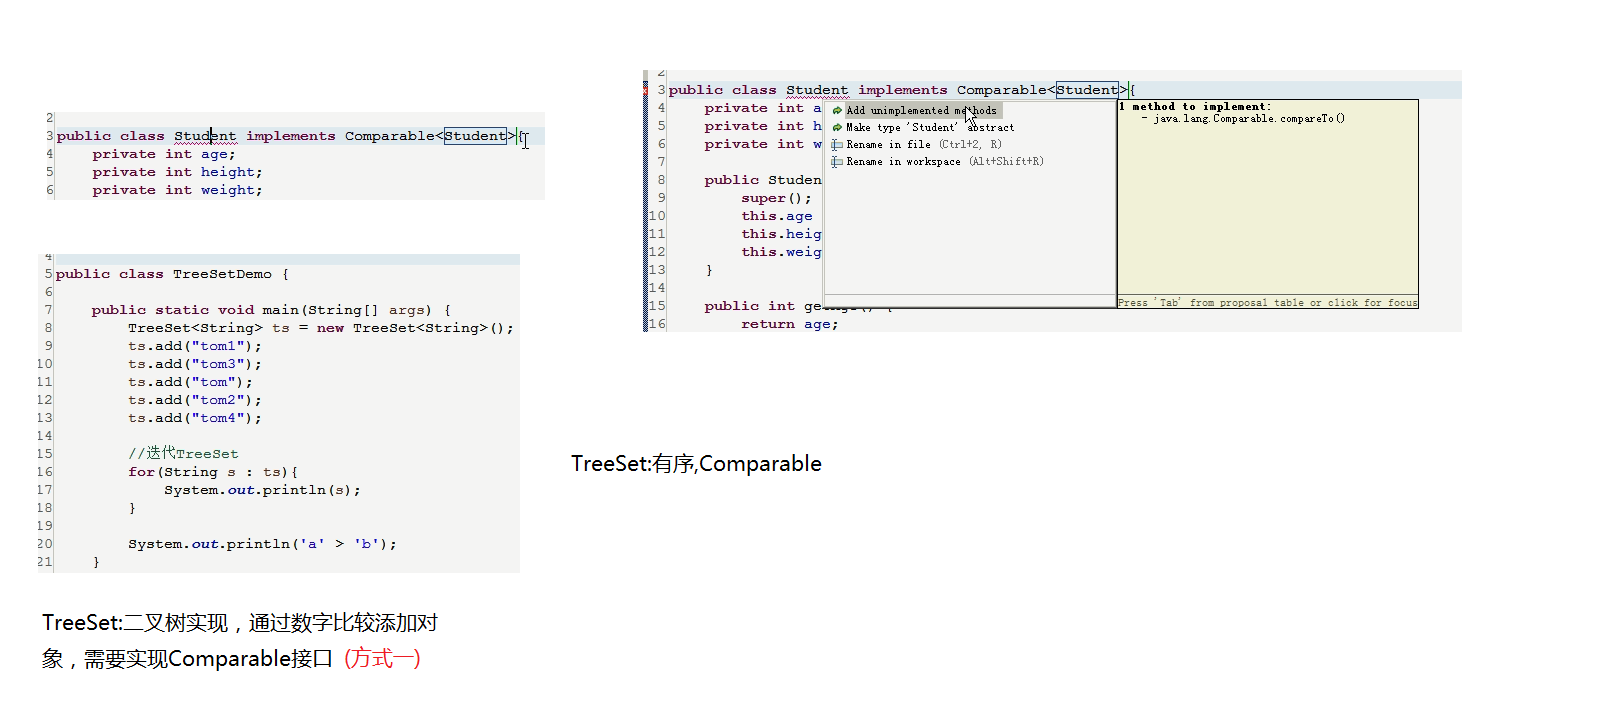 2
3 public class Student implements Comparable<Student>{
4 private int age;
5 private int height;
6 private int weight;
4
5 public class TreeSetDemo {
6
7 public static void main(String[] args) {
8 TreeSet<String> ts = new TreeSet<String>();
9 ts.add("tom1");
10 ts.add("tom3");
11 ts.add("tom");
12 ts.add("tom2");
13 ts.add("tom4");
14
15 //迭代TreeSet
16 for(String s : ts){
17 System.out.println(s);
18 }
19
20 System.out.println('a' > 'b');
21 }
TreeSet:二叉树实现，通过数字比较添加对
象，需要实现Comparable接口 (方式一)
2
3 public class Student implements Comparable<Student>{
4 private int a
5 private int h
6 private int w
7
8 public Studen
9 super();
10 this.age
11 this.heig
12 this.weig
13 }
14
15 public int
16 return age;
Add unimplemented methods
Make type 'Student' abstract
Rename in file (Ctrl+2, R)
Rename in workspace (Alt+Shift+R)
1 method to implement:
- java.lang.Comparable.compareTo()
Press 'Tab' from proposal table or click for focus
TreeSet:有序,Comparable